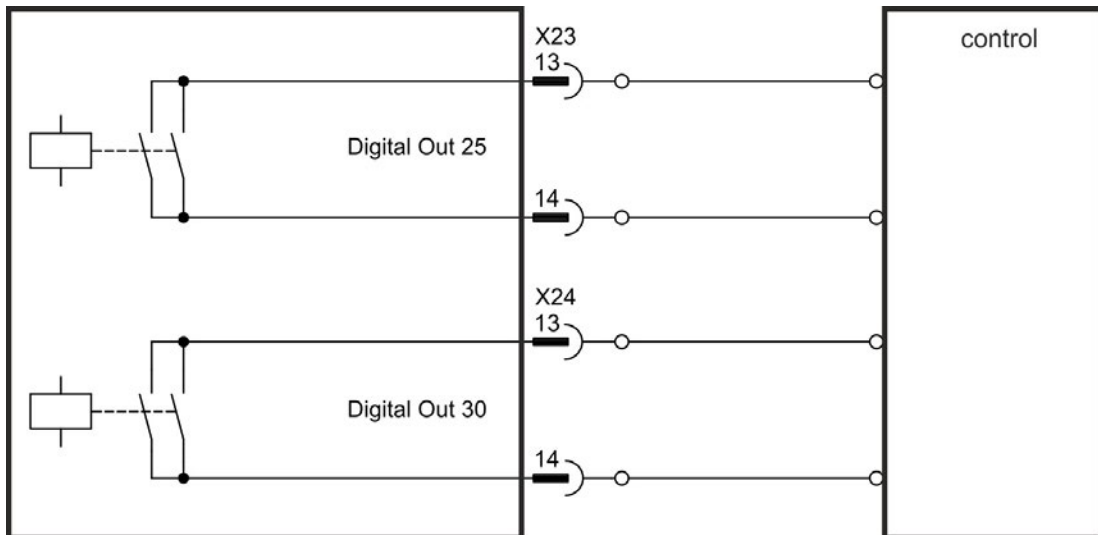 control
X23
13
Digital Out 25
14
X24
13
Digital Out 30
14